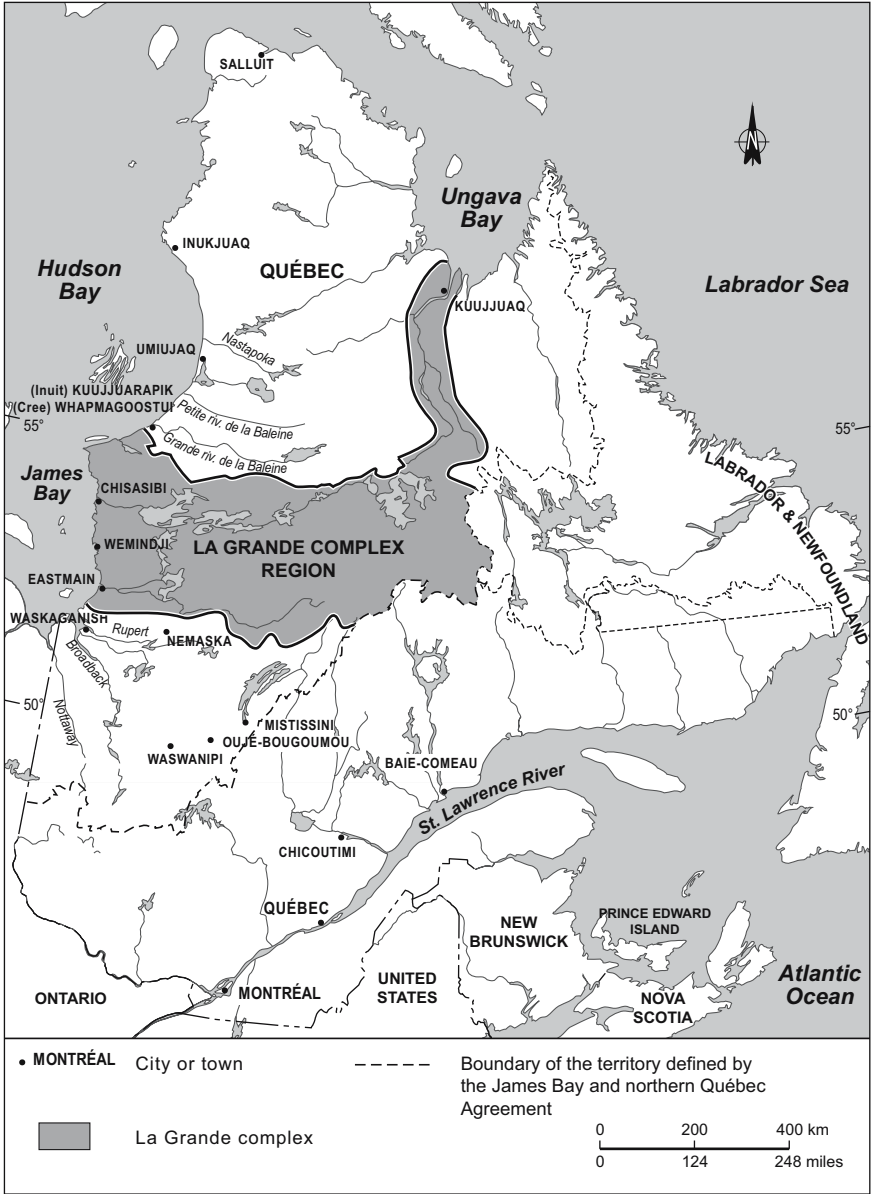 SALLUIT
N
Ungava
Bay
INUKJUAQ
Hudson
Bay
QUÉBEC
Labrador Sea
KUUJJUAQ
UMIUJAQ
Nastapoka
(Inuit) KUUJJUARAPIK
(Cree) WHAPMAGOOSTUI
Petite riv. de la Baleine
55°
55°
Grande riv. de la Baleine
James
Bay
CHISASIBI
LABRADOR & NEWFOUNDLAND
WEMINDJI
LA GRANDE COMPLEX
REGION
EASTMAIN
WASKAGANISH
Rupert
NEMASKA
Broadback
Nottaway
50°
50°
MISTISSINI
OUJÉ-BOUGOUMOU
WASWANIPI
BAIE-COMEAU
St. Lawrence River
CHICOUTIMI
QUÉBEC
NEW
BRUNSWICK
PRINCE EDWARD
ISLAND
Atlantic
Ocean
ONTARIO
MONTRÉAL
UNITED
STATES
NOVA
SCOTIA
MONTRÉAL City or town
Boundary of the territory defined by
the James Bay and northern Québec
Agreement
La Grande complex
0 200 400 km
0 124 248 miles